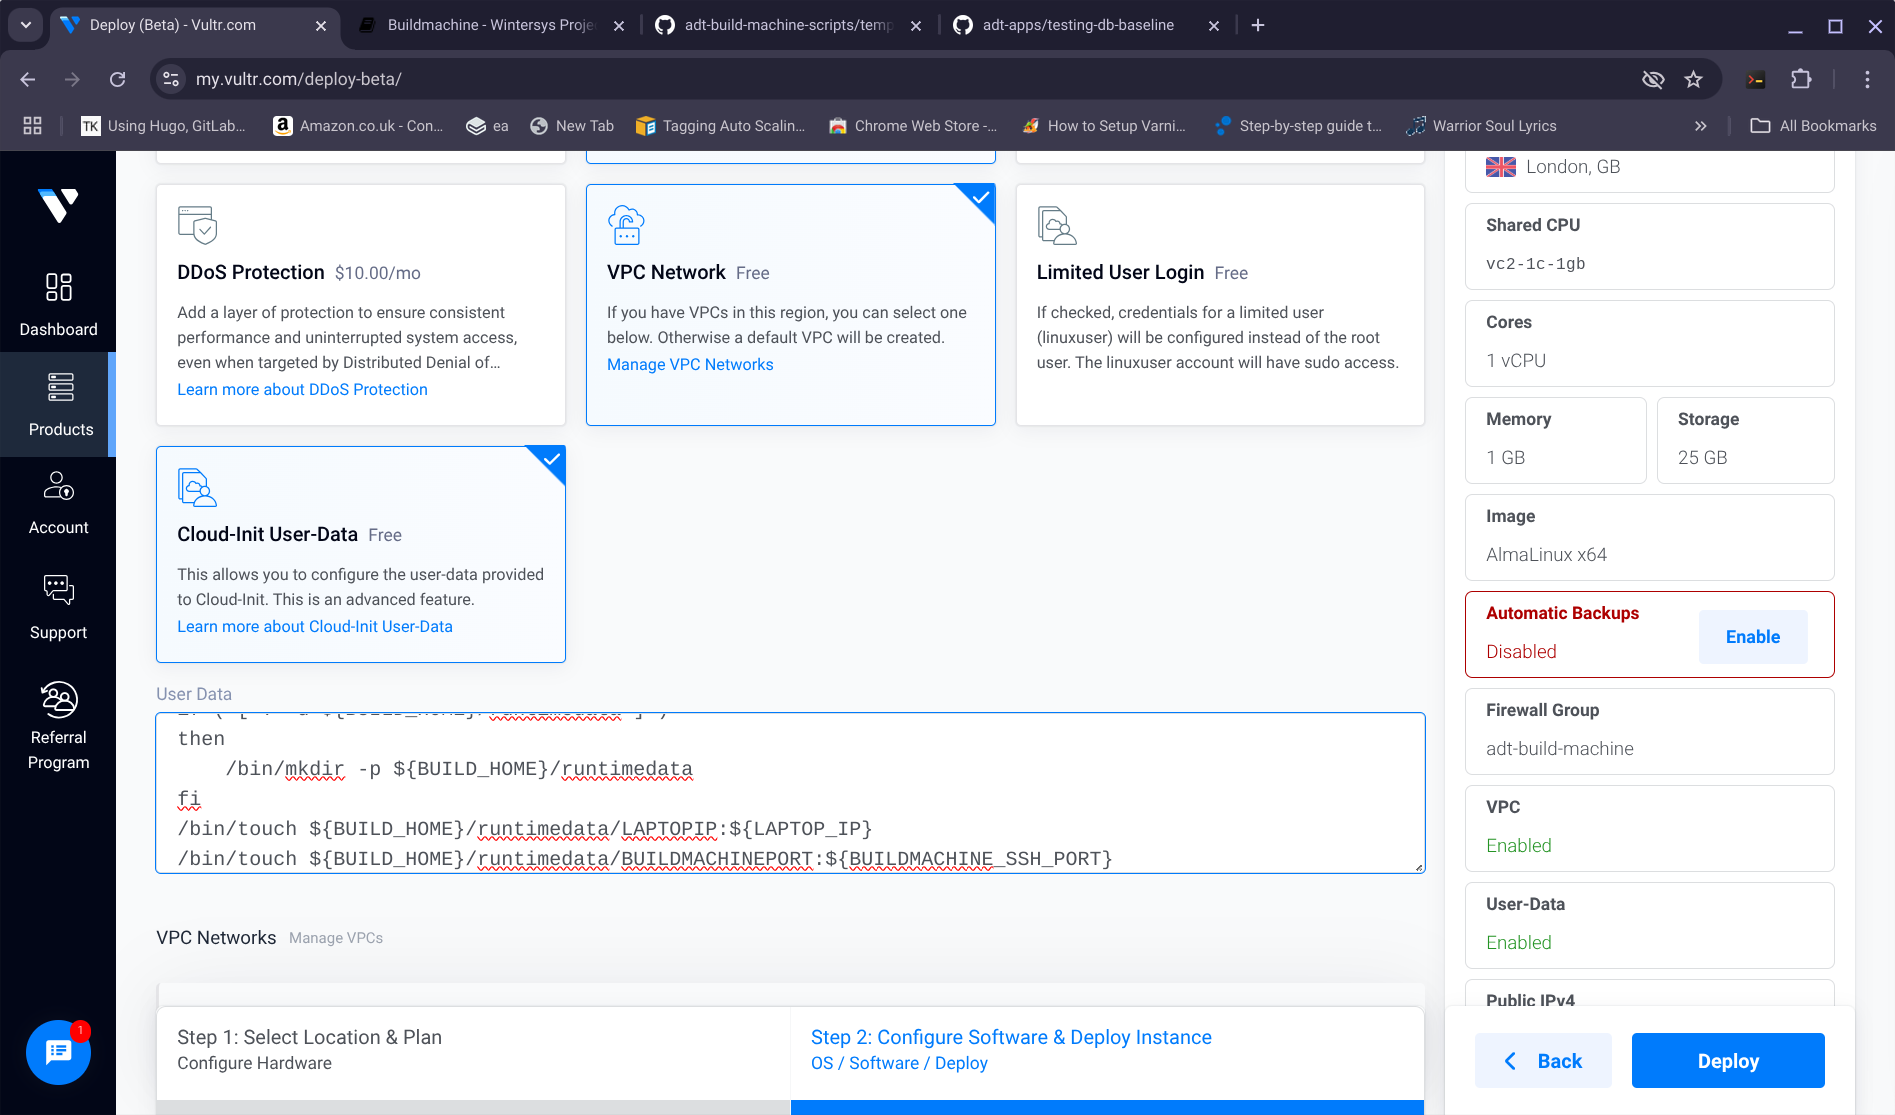 Deploy (Beta) - Vultr.com
Buildmachine - Wintersys Proje
adt-build-machine-scripts/temp
adt-apps/testing-db-baseline
my.vultr.com/deploy-beta/
TK Using Hugo, GitLab...
Amazon.co.uk - Con...
ea
New Tab
Tagging Auto Scalin...
Chrome Web Store -...
How to Setup Varni...
Step-by-step guide t...
Warrior Soul Lyrics
All Bookmarks
Dashboard
Products
Account
Support
Referral
Program
1
DDoS Protection $10.00/mo
Add a layer of protection to ensure consistent
performance and uninterrupted system access,
even when targeted by Distributed Denial of...
Learn more about DDoS Protection
VPC Network Free
If you have VPCs in this region, you can select one
below. Otherwise a default VPC will be created.
Manage VPC Networks
Limited User Login Free
If checked, credentials for a limited user
(linuxuser) will be configured instead of the root
user. The linuxuser account will have sudo access.
Cloud-Init User-Data Free
This allows you to configure the user-data provided
to Cloud-Init. This is an advanced feature.
Learn more about Cloud-Init User-Data
User Data
then
/bin/mkdir -p ${BUILD_HOME}/runtimedata
fi
/bin/touch ${BUILD_HOME}/runtimedata/LAPTOPIP:${LAPTOP_IP}
/bin/touch ${BUILD_HOME}/runtimedata/BUILDMACHINEPORT:${BUILDMACHINE_SSH_PORT}
VPC Networks Manage VPCs
Step 1: Select Location & Plan
Configure Hardware
Step 2: Configure Software & Deploy Instance
OS / Software / Deploy
London, GB
Shared CPU
vc2-1c-1gb
Cores
1 vCPU
Memory
1 GB
Storage
25 GB
Image
AlmaLinux x64
Automatic Backups
Disabled
Enable
Firewall Group
adt-build-machine
VPC
Enabled
User-Data
Enabled
Public IPv4
Back
Deploy